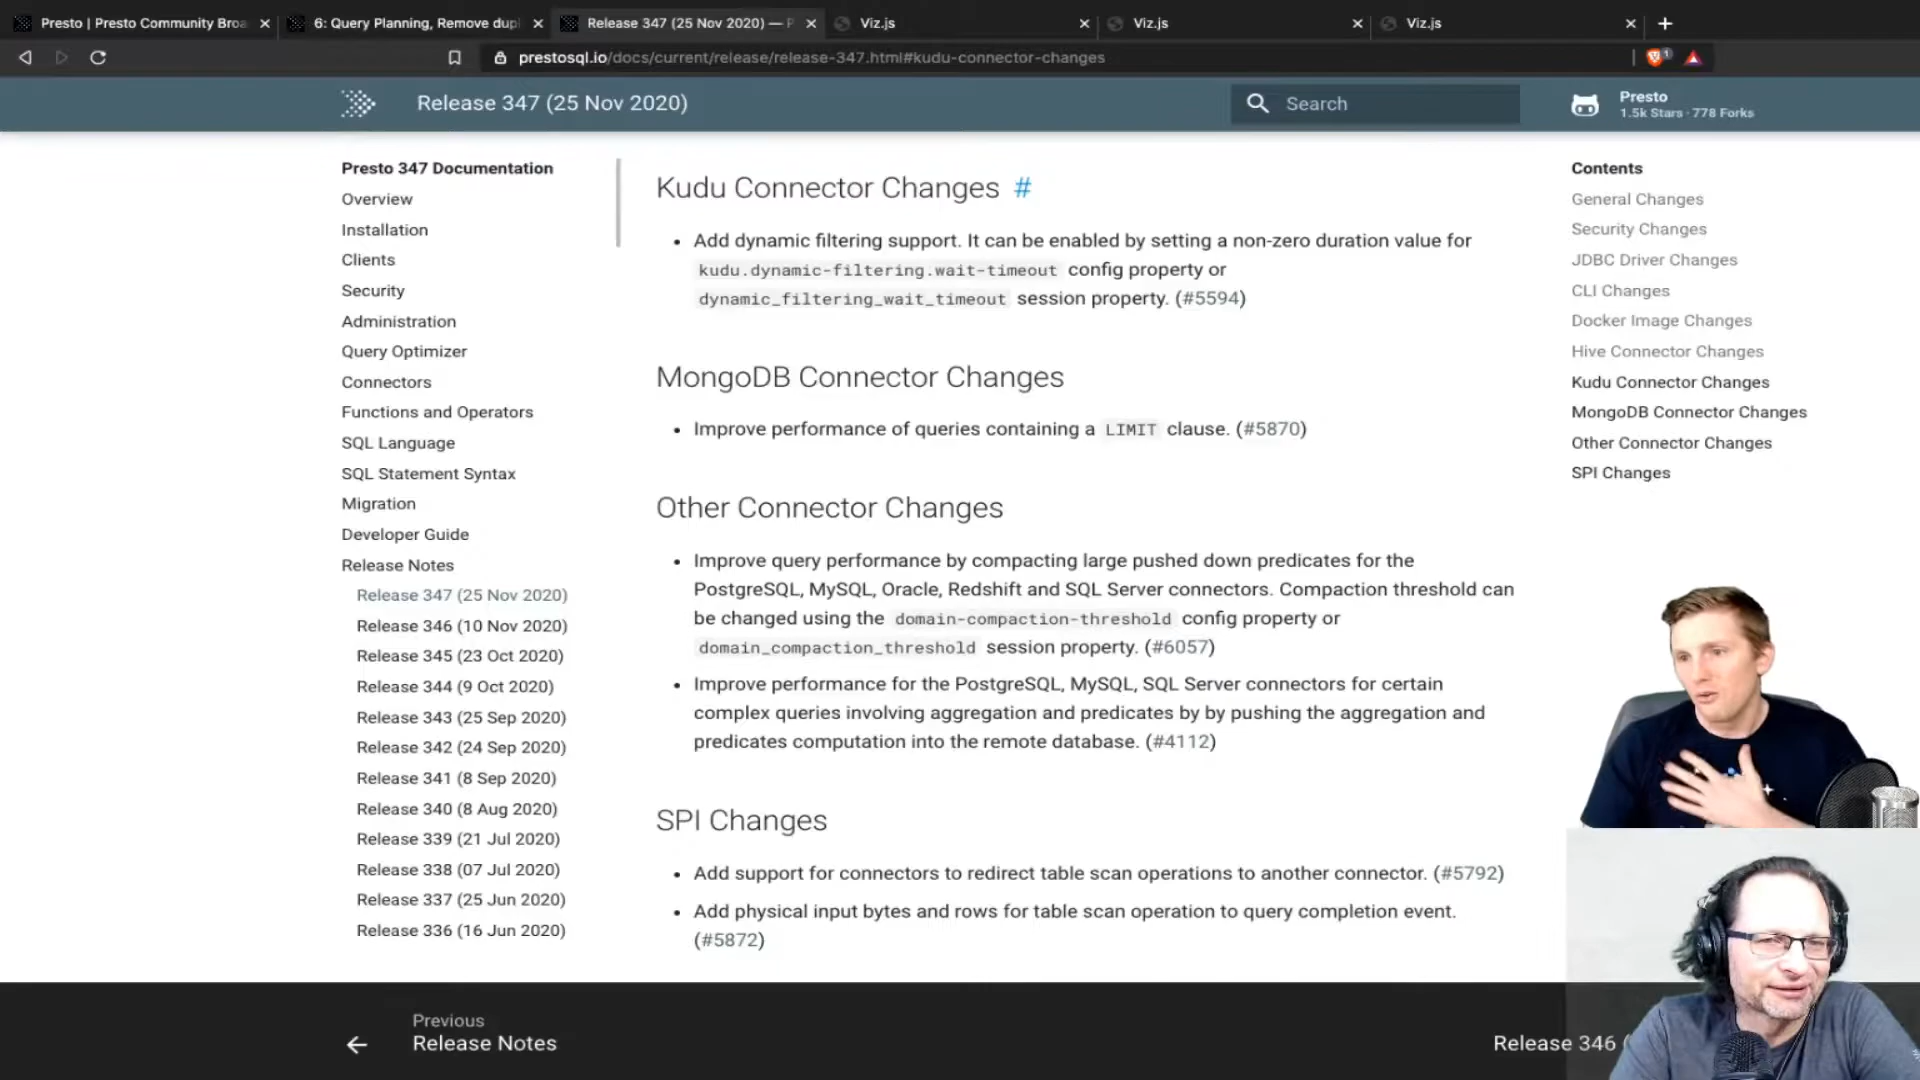 Presto | Presto Community Broa
6: Query Planning, Remove dupl
Release 347 (25 Nov 2020) — P
Viz.js
Viz.js
Viz.js
prestosql.io/docs/current/release/release-347.html#kudu-connector-changes
1
Release 347 (25 Nov 2020)
Search
Presto
1.5k Stars · 778 Forks
Presto 347 Documentation
Overview
Installation
Clients
Security
Administration
Query Optimizer
Connectors
Functions and Operators
SQL Language
SQL Statement Syntax
Migration
Developer Guide
Release Notes
Release 347 (25 Nov 2020)
Release 346 (10 Nov 2020)
Release 345 (23 Oct 2020)
Release 344 (9 Oct 2020)
Release 343 (25 Sep 2020)
Release 342 (24 Sep 2020)
Release 341 (8 Sep 2020)
Release 340 (8 Aug 2020)
Release 339 (21 Jul 2020)
Release 338 (07 Jul 2020)
Release 337 (25 Jun 2020)
Release 336 (16 Jun 2020)
Kudu Connector Changes #
• Add dynamic filtering support. It can be enabled by setting a non-zero duration value for
kudu.dynamic-filtering.wait-timeout config property or
dynamic_filtering_wait_timeout session property. (#5594)
MongoDB Connector Changes
• Improve performance of queries containing a LIMIT clause. (#5870)
Other Connector Changes
• Improve query performance by compacting large pushed down predicates for the
PostgreSQL, MySQL, Oracle, Redshift and SQL Server connectors. Compaction threshold can
be changed using the domain-compaction-threshold config property or
domain_compaction_threshold session property. (#6057)
• Improve performance for the PostgreSQL, MySQL, SQL Server connectors for certain
complex queries involving aggregation and predicates by by pushing the aggregation and
predicates computation into the remote database. (#4112)
SPI Changes
• Add support for connectors to redirect table scan operations to another connector. (#5792)
• Add physical input bytes and rows for table scan operation to query completion event.
(#5872)
Contents
General Changes
Security Changes
JDBC Driver Changes
CLI Changes
Docker Image Changes
Hive Connector Changes
Kudu Connector Changes
MongoDB Connector Changes
Other Connector Changes
SPI Changes
Previous
Release Notes
Release 346 (